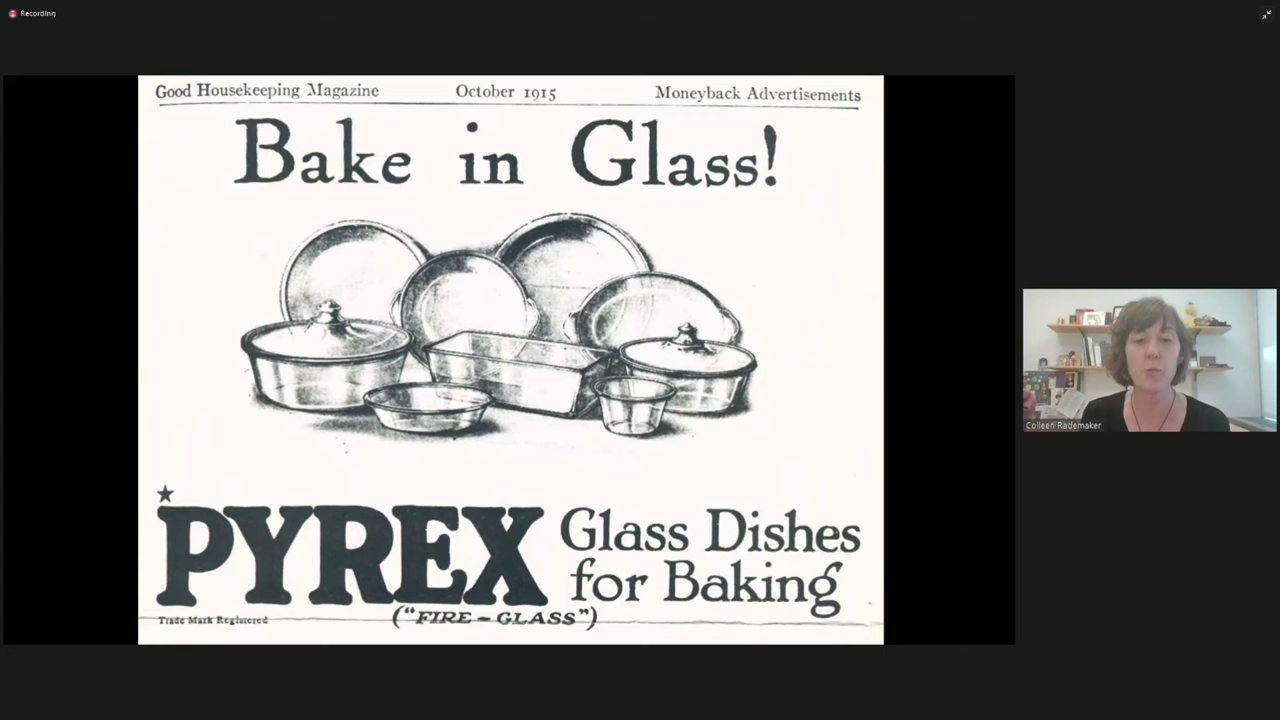 Recording
Good Housekeeping Magazine October 1915 Moneyback Advertisements
Bake in Glass!
PYREX Glass Dishes
for Baking
("FIRE-GLASS")
Trade Mark Registered
Colleen Rademaker